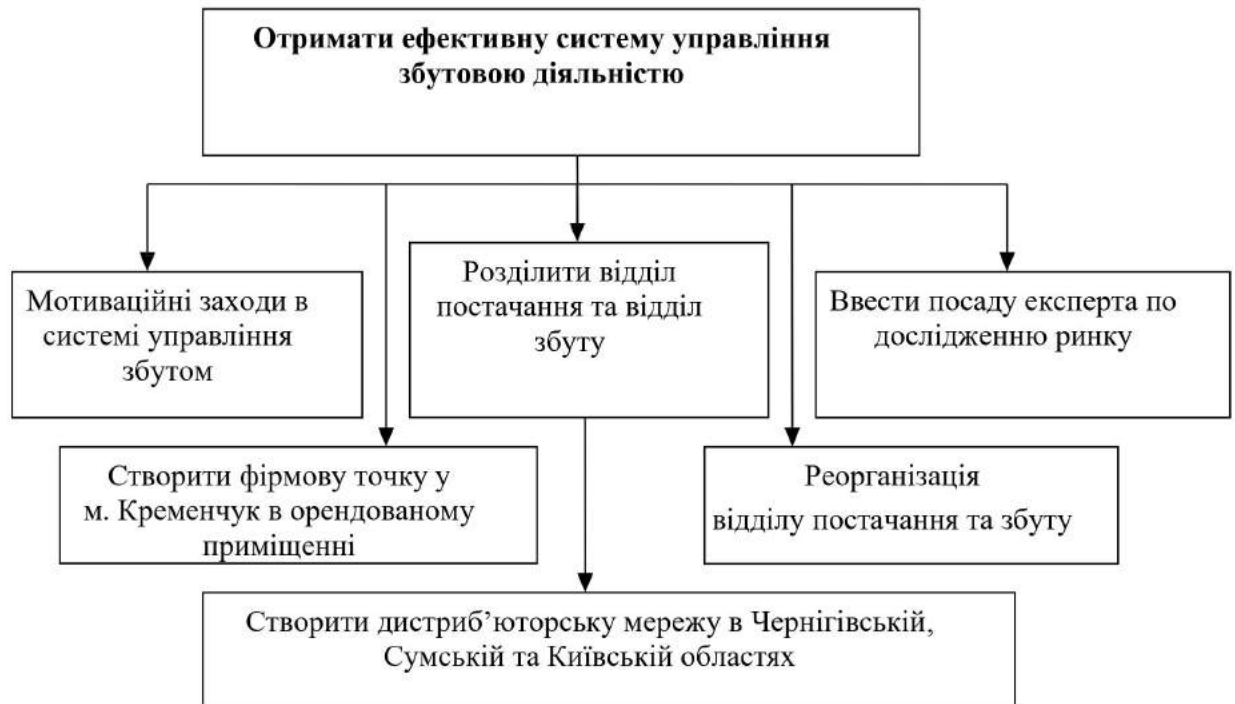 Отримати ефективну систему управління
збутовою діяльністю
Мотиваційні заходи в
системі управління
збутом
Розділити відділ
постачання та відділ
збуту
Ввести посаду експерта по
дослідженню ринку
Створити фірмову точку у
м. Кременчук в орендованому
приміщенні
Реорганізація
відділу постачання та збуту
Створити дистриб’юторську мережу в Чернігівській,
Сумській та Київській областях